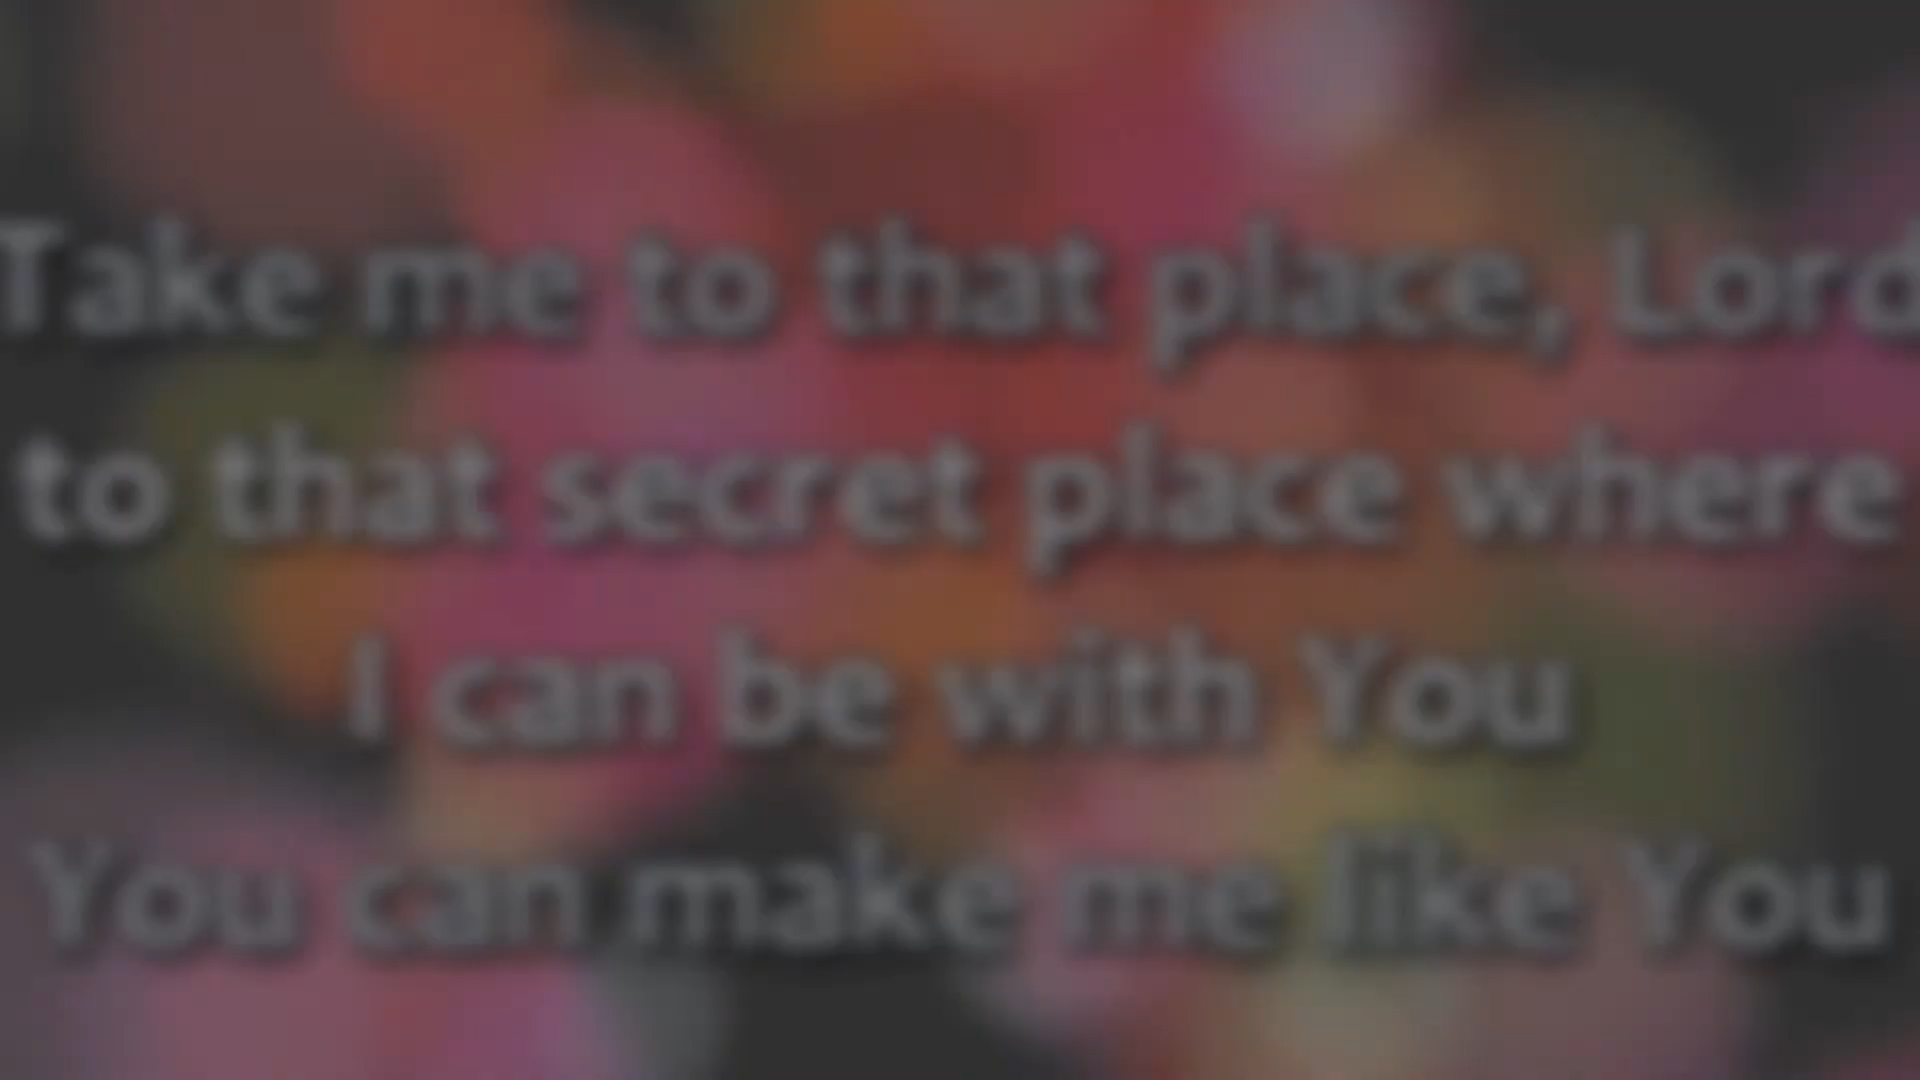 Take me to that place, Lord
to that secret place where
I can be with You
You can make me like You